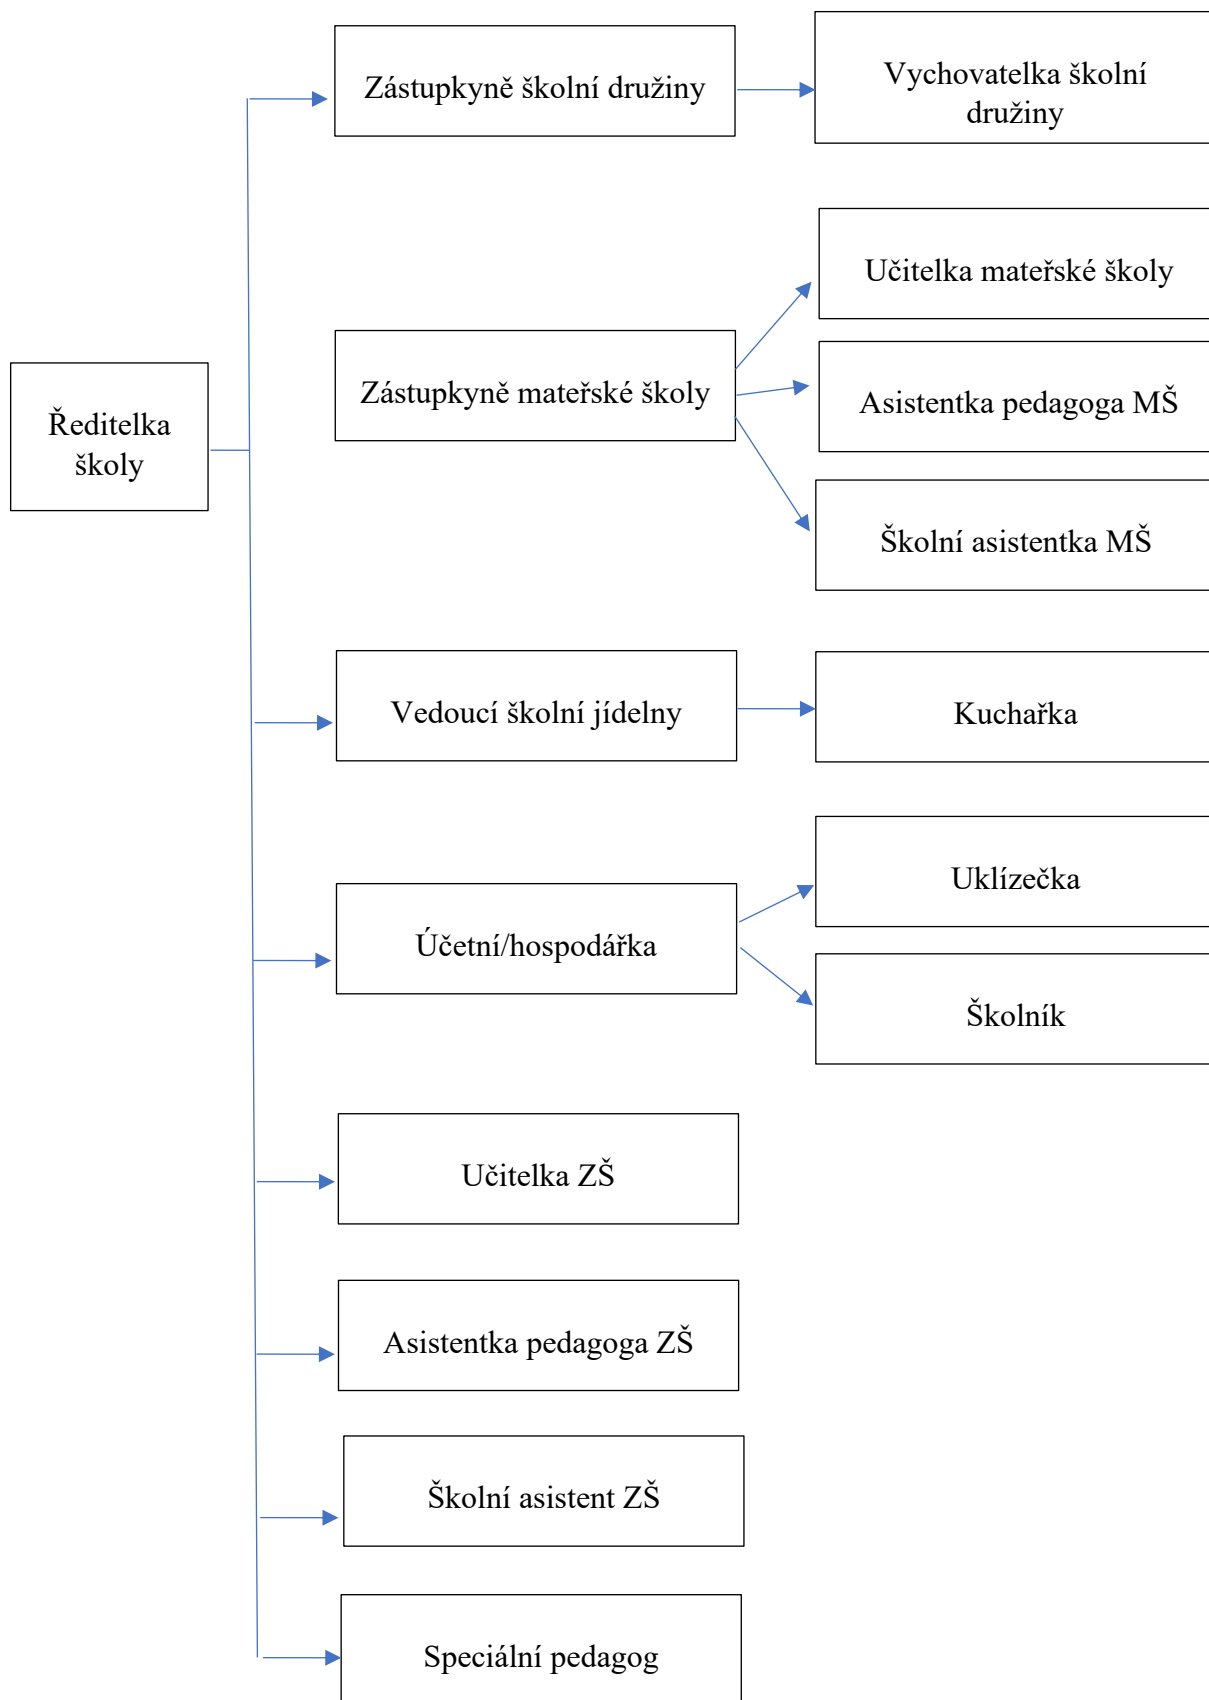 Ředitelka
školy
Zástupkyně školní družiny
Vychovatelka školní
družiny
Zástupkyně mateřské školy
Učitelka mateřské školy
Asistentka pedagoga MŠ
Školní asistentka MŠ
Vedoucí školní jídelny
Kuchařka
Účetní/hospodářka
Uklízečka
Školník
Učitelka ZŠ
Asistentka pedagoga ZŠ
Školní asistent ZŠ
Speciální pedagog